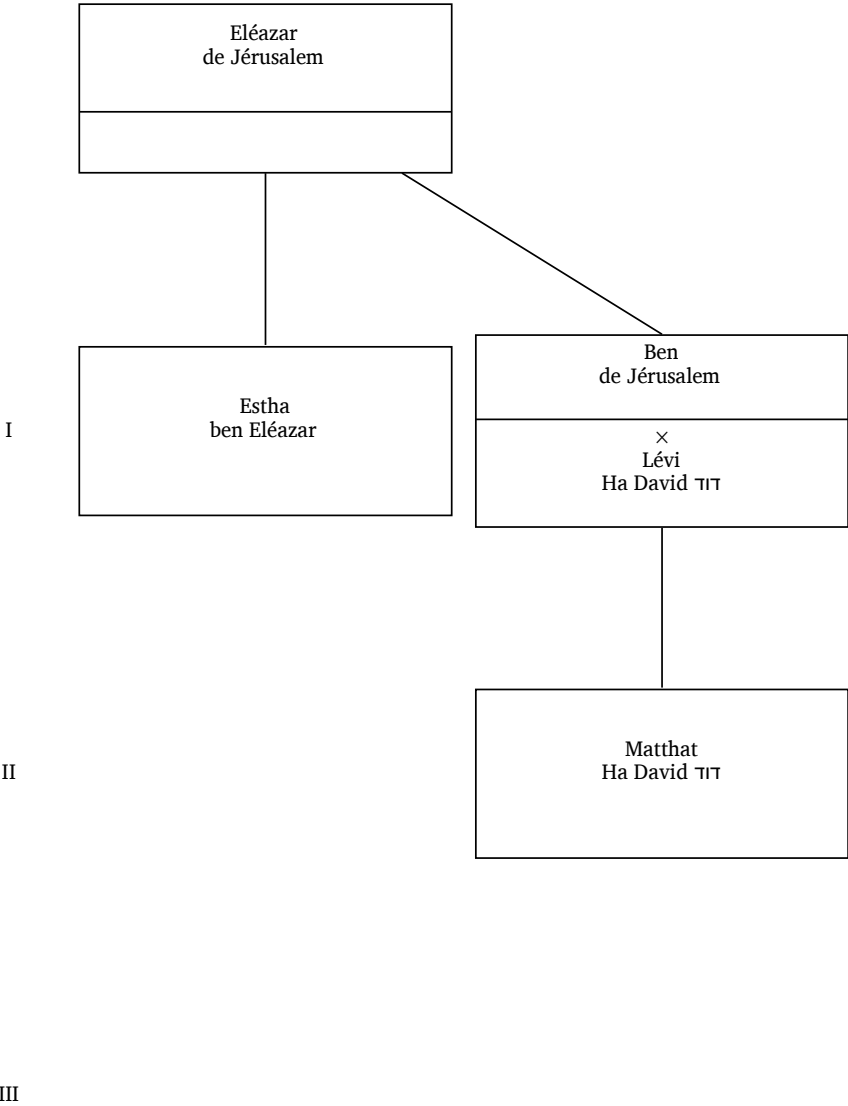 Eléazar
de Jérusalem
Ben
de Jérusalem
Estha
ben Eléazar
I
×
Lévi
Ha David דוד
Matthat
Ha David דוד
II
III